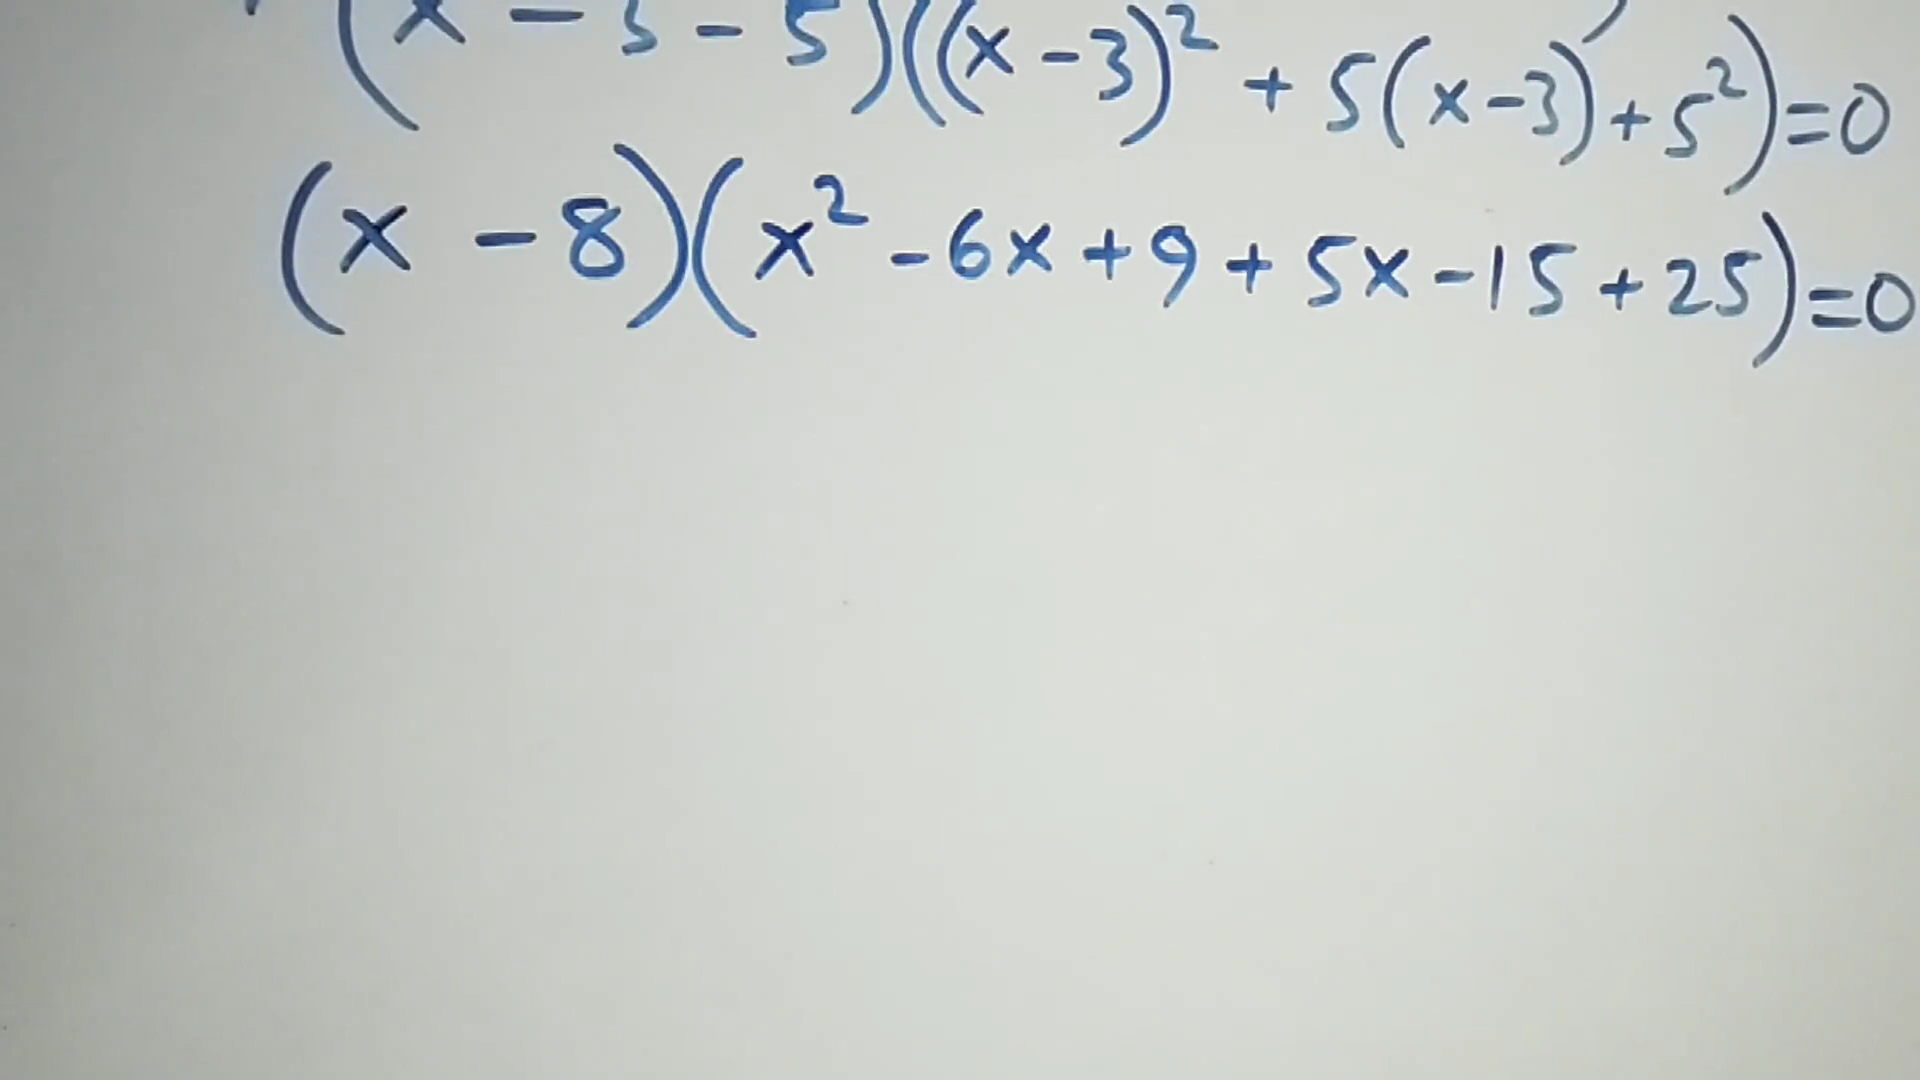 (x - 3 - 5)((x - 3)² + 5(x - 3) + 5²) = 0
(x - 8)(x² - 6x + 9 + 5x - 15 + 25) = 0